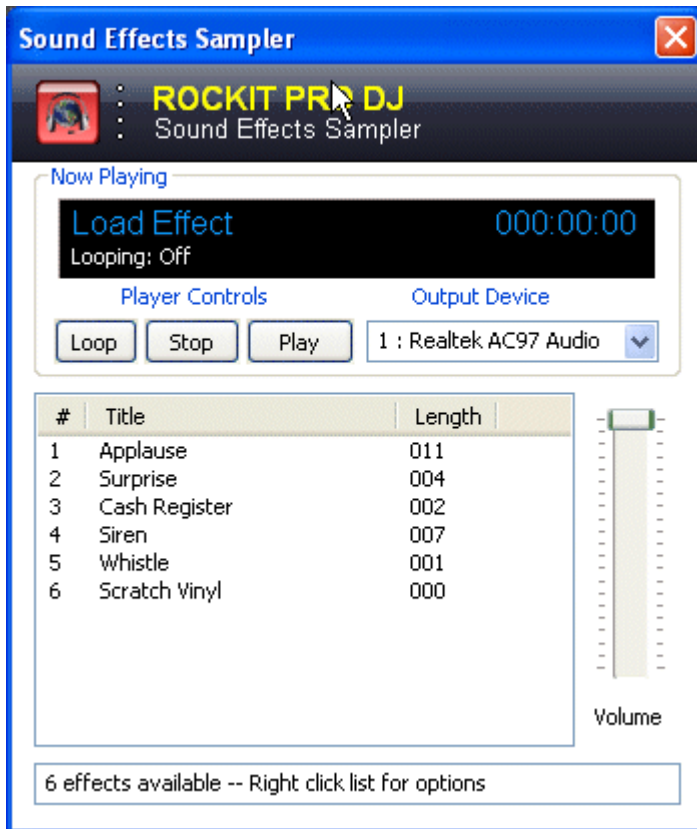 Sound Effects Sampler
ROCKIT PRO DJ
Sound Effects Sampler
Now Playing
Load Effect 000:00:00
Looping: Off
Player Controls Output Device
Loop Stop Play 1 : Realtek AC97 Audio
# Title Length
1 Applause 011
2 Surprise 004
3 Cash Register 002
4 Siren 007
5 Whistle 001
6 Scratch Vinyl 000
Volume
6 effects available -- Right click list for options